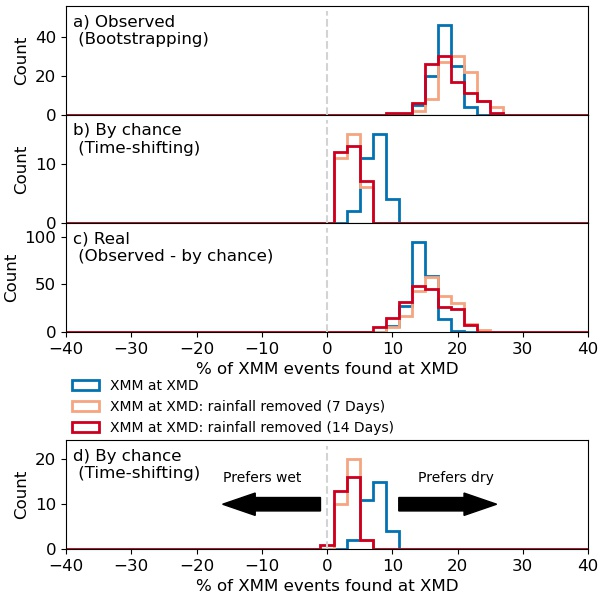 a) Observed
(Bootstrapping)
Count
40
20
0
b) By chance
(Time-shifting)
Count
10
0
c) Real
(Observed - by chance)
Count
100
50
0
−40 −30 −20 −10 0 10 20 30 40
% of XMM events found at XMD
XMM at XMD
XMM at XMD: rainfall removed (7 Days)
XMM at XMD: rainfall removed (14 Days)
d) By chance
(Time-shifting)
Prefers wet
Prefers dry
Count
20
10
0
−40 −30 −20 −10 0 10 20 30 40
% of XMM events found at XMD